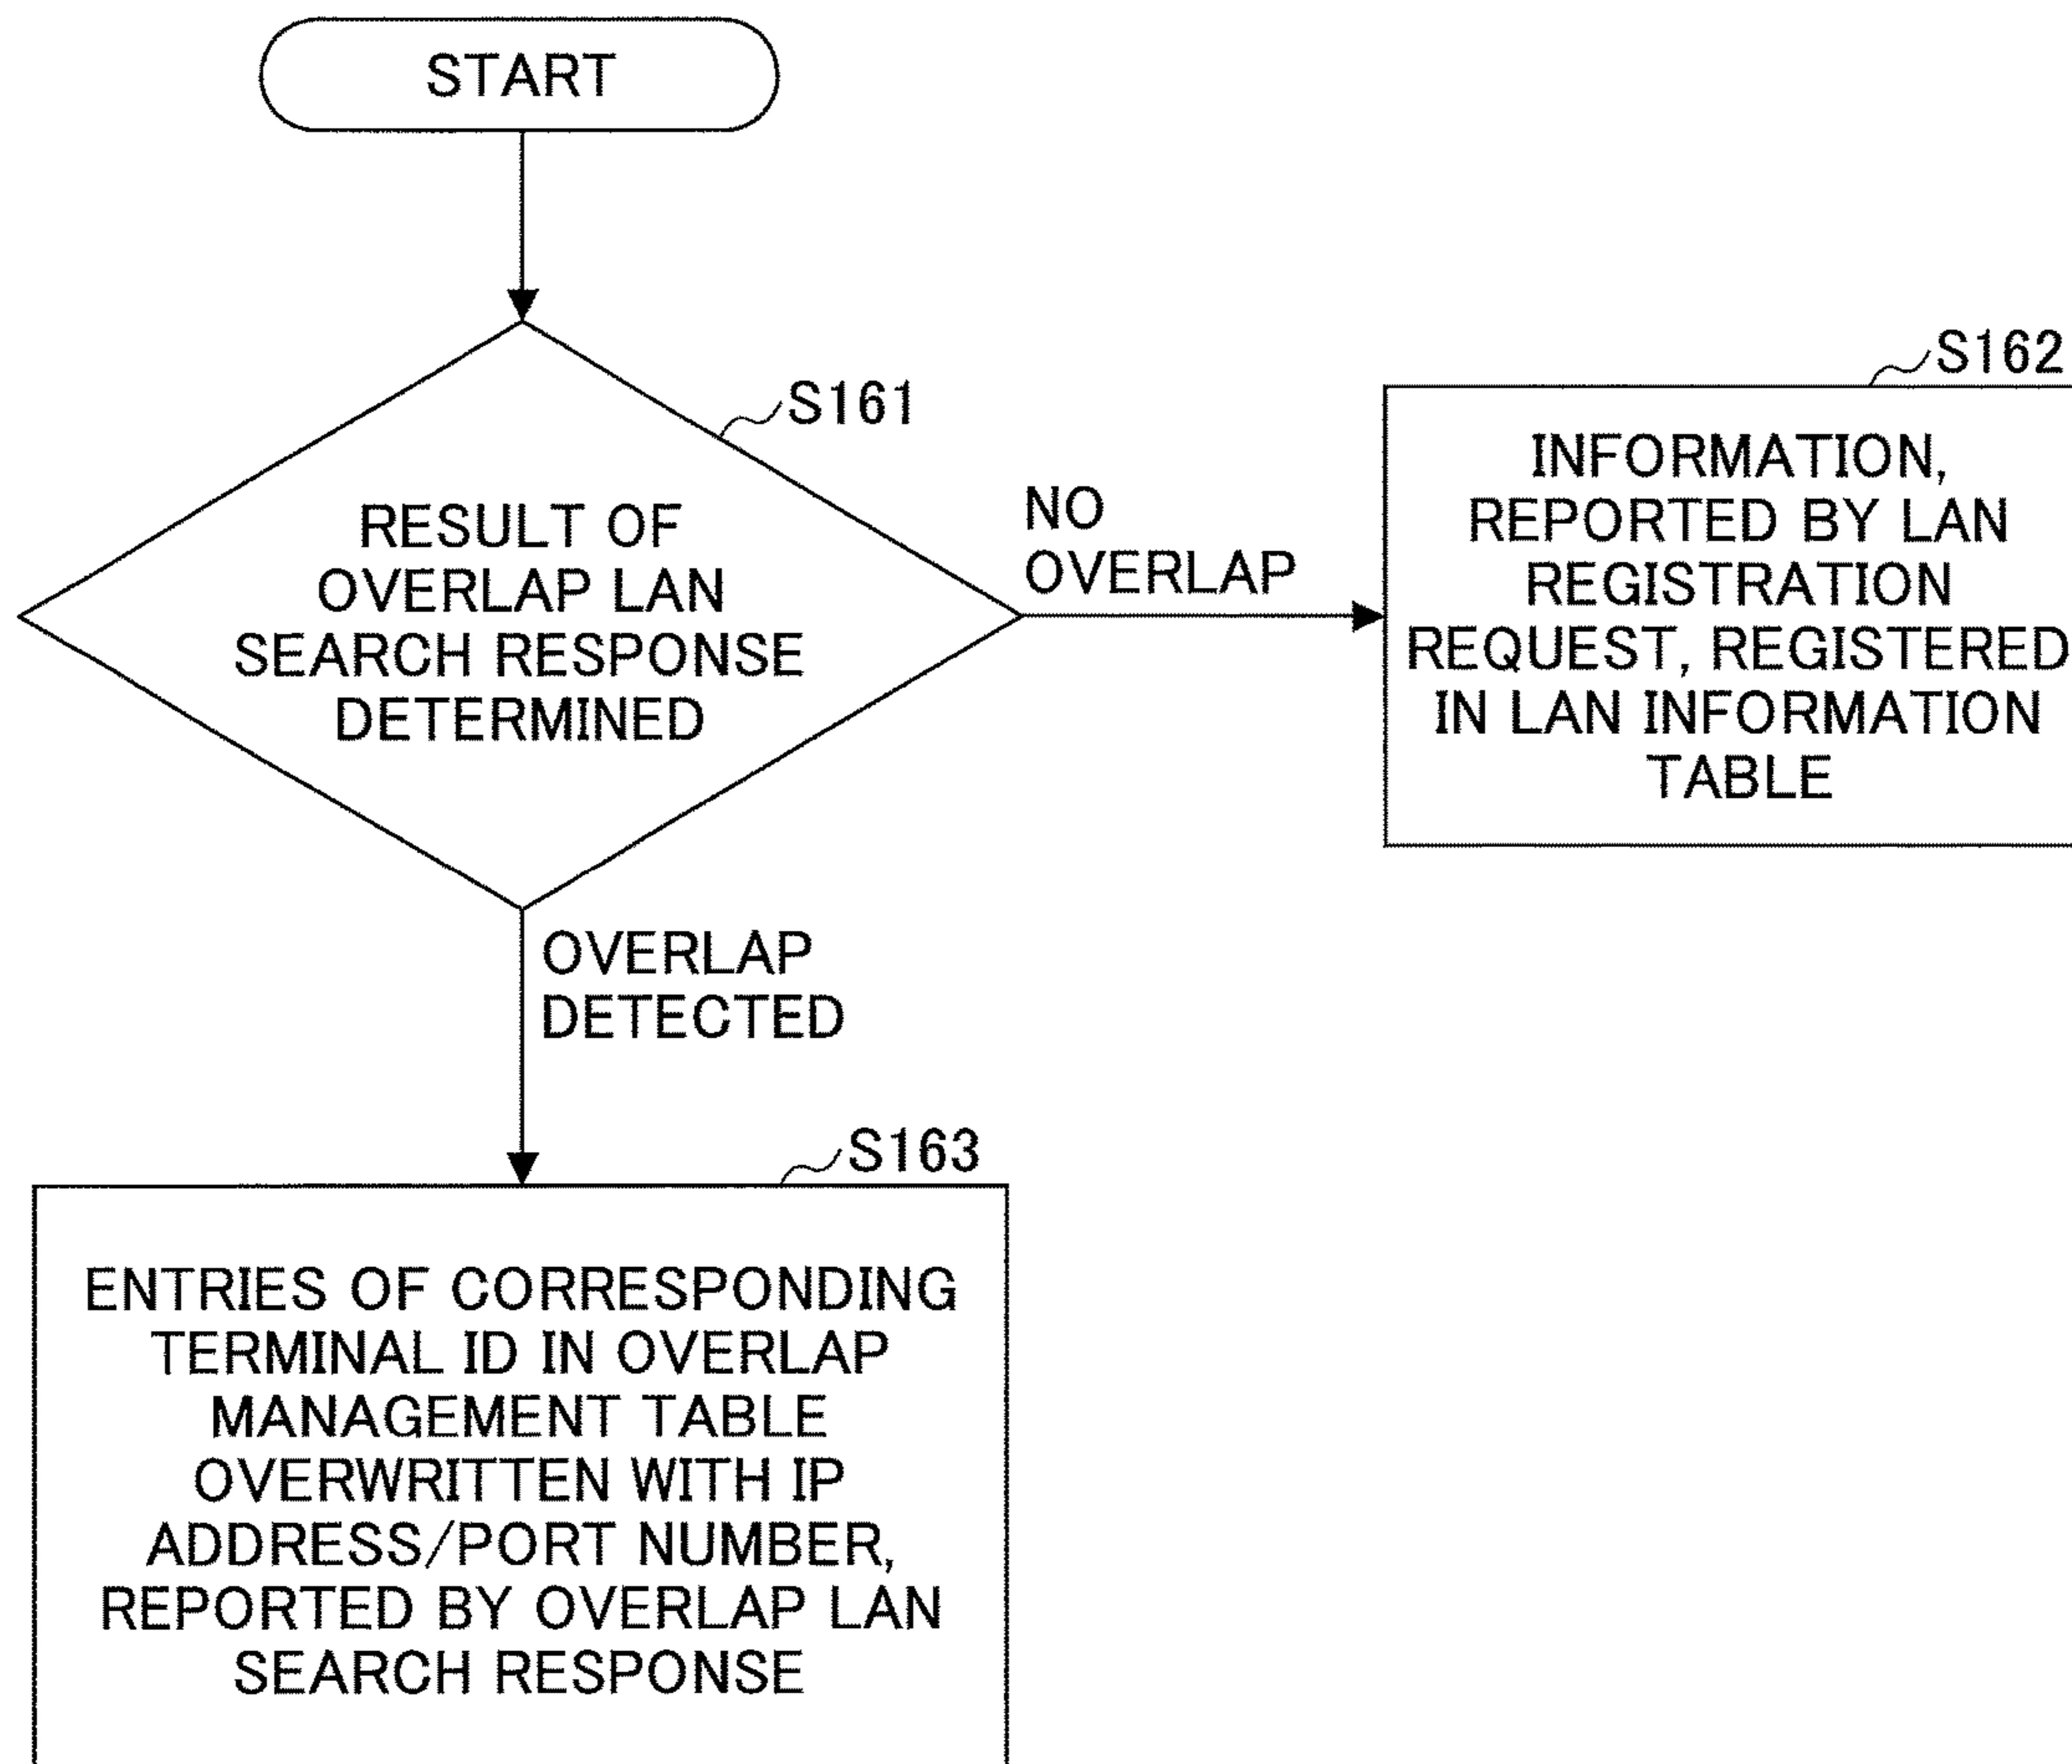 START
S161
RESULT OF
OVERLAP LAN
SEARCH RESPONSE
DETERMINED
NO
OVERLAP
S162
INFORMATION,
REPORTED BY LAN
REGISTRATION
REQUEST, REGISTERED
IN LAN INFORMATION
TABLE
OVERLAP
DETECTED
S163
ENTRIES OF CORRESPONDING
TERMINAL ID IN OVERLAP
MANAGEMENT TABLE
OVERWRITTEN WITH IP
ADDRESS/PORT NUMBER,
REPORTED BY OVERLAP LAN
SEARCH RESPONSE